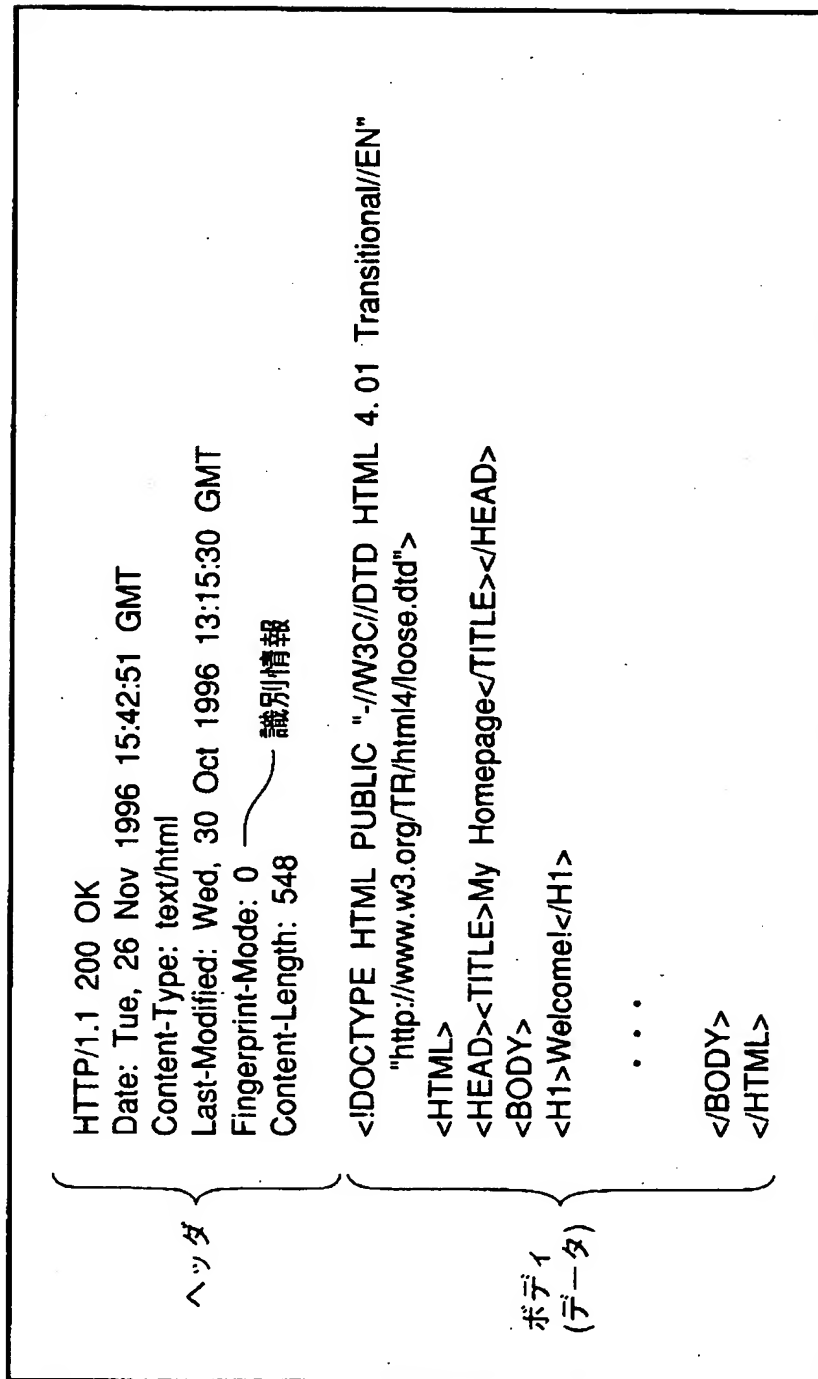 ヘッダ
HTTP/1.1 200 OK
Date: Tue, 26 Nov 1996 15:42:51 GMT
Content-Type: text/html
Last-Modified: Wed, 30 Oct 1996 13:15:30 GMT
Fingerprint-Mode: 0 識別情報
Content-Length: 548
ボディ
(データ)
<!DOCTYPE HTML PUBLIC "-//W3C//DTD HTML 4.01 Transitional//EN"
"http://www.w3.org/TR/html4/loose.dtd">
<HTML>
<HEAD><TITLE>My Homepage</TITLE></HEAD>
<BODY>
<H1>Welcome!</H1>
. . .
</BODY>
</HTML>